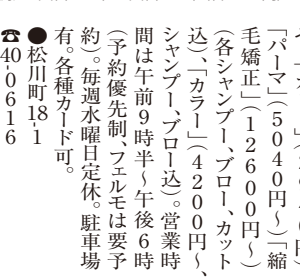 「パーマ」(5040円〜)「縮
毛矯正」(12600円〜)
(各シャンプー、ブロー、カット
込)、「カラー」(4200円〜、
シャンプー、ブロー込)。営業時
間は午前9時半〜午後6時
(予約優先制、フェルモは要予
約)。毎週水曜日定休。駐車場
有。各種カード可。
●松川町18-1
☎40-0616